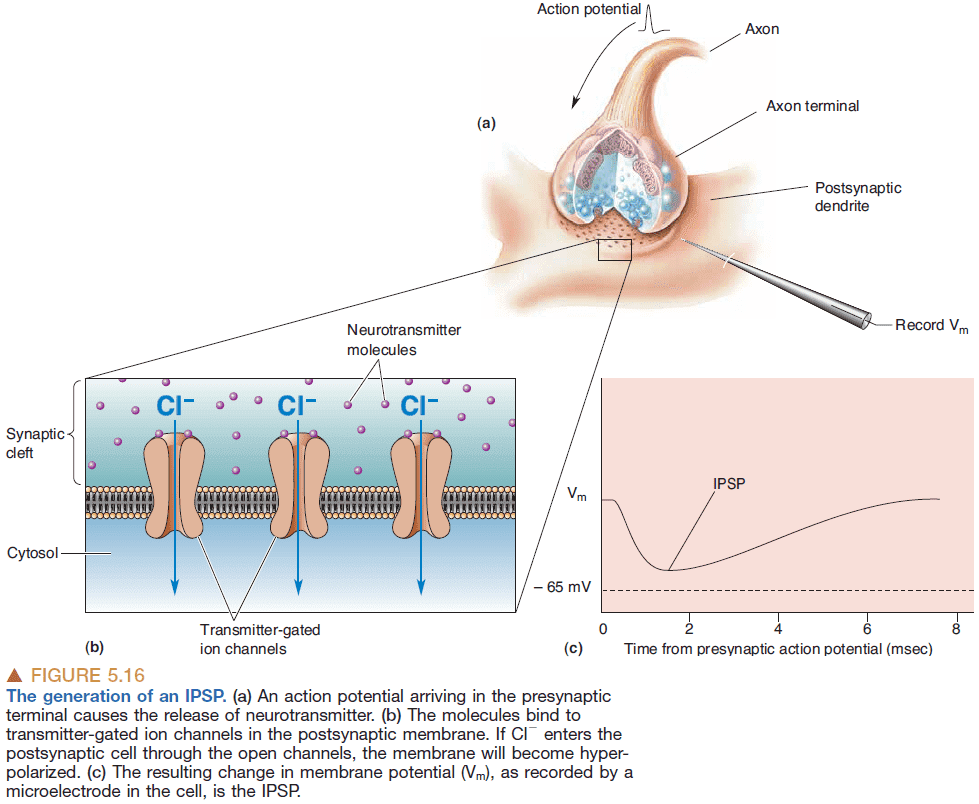 Action potential
Axon
Axon terminal
(a)
Postsynaptic
dendrite
Record Vm
Neurotransmitter
molecules
Cl⁻ Cl⁻ Cl⁻
Synaptic
cleft
Cytosol
Transmitter-gated
ion channels
(b)
Vm
IPSP
– 65 mV
0 2 4 6 8
(c) Time from presynaptic action potential (msec)
▲ FIGURE 5.16
The generation of an IPSP. (a) An action potential arriving in the presynaptic
terminal causes the release of neurotransmitter. (b) The molecules bind to
transmitter-gated ion channels in the postsynaptic membrane. If Cl⁻ enters the
postsynaptic cell through the open channels, the membrane will become hyper-
polarized. (c) The resulting change in membrane potential (Vm), as recorded by a
microelectrode in the cell, is the IPSP.